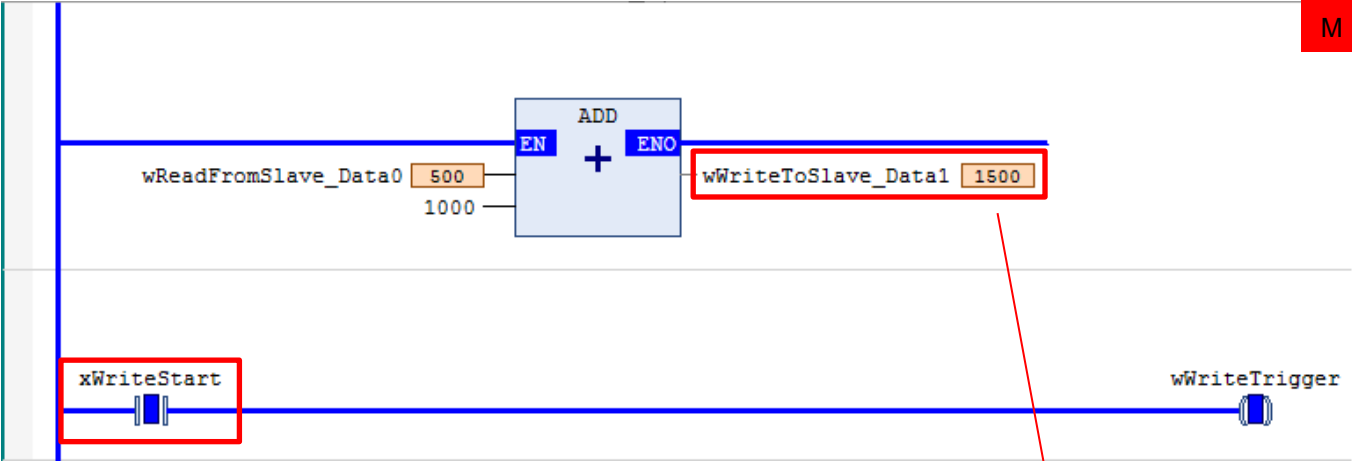 M
ADD
EN ENO
wReadFromSlave_Data0 500
wWriteToSlave_Data1 1500
1000
xWriteStart
wWriteTrigger